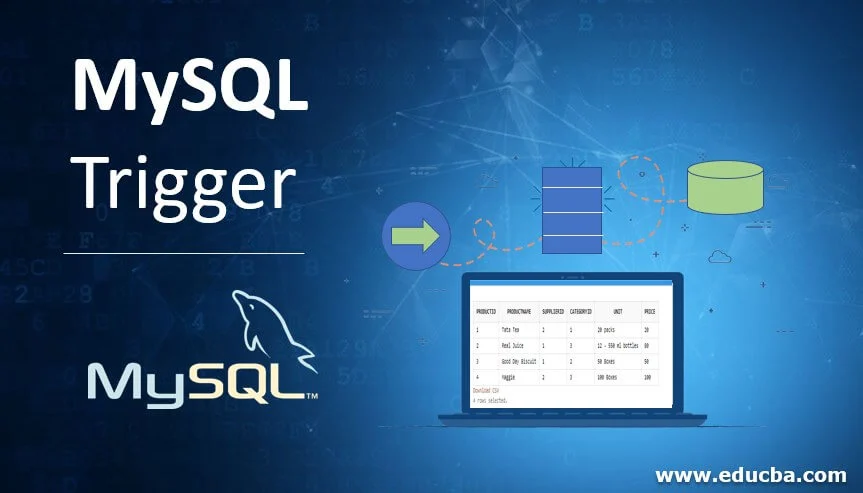 MySQL
Trigger
MySQL™
PRODUCTID PRODUCTNAME SUPPLIERID CATEGORYID UNIT PRICE
1 Tata Tea 2 1 20 packs 20
2 Real Juice 1 3 12 - 550 ml bottles 80
3 Good Day Biscuit 1 2 50 Boxes 50
4 Maggie 2 3 100 Boxes 100
Download CSV
4 rows selected.
www.educba.com